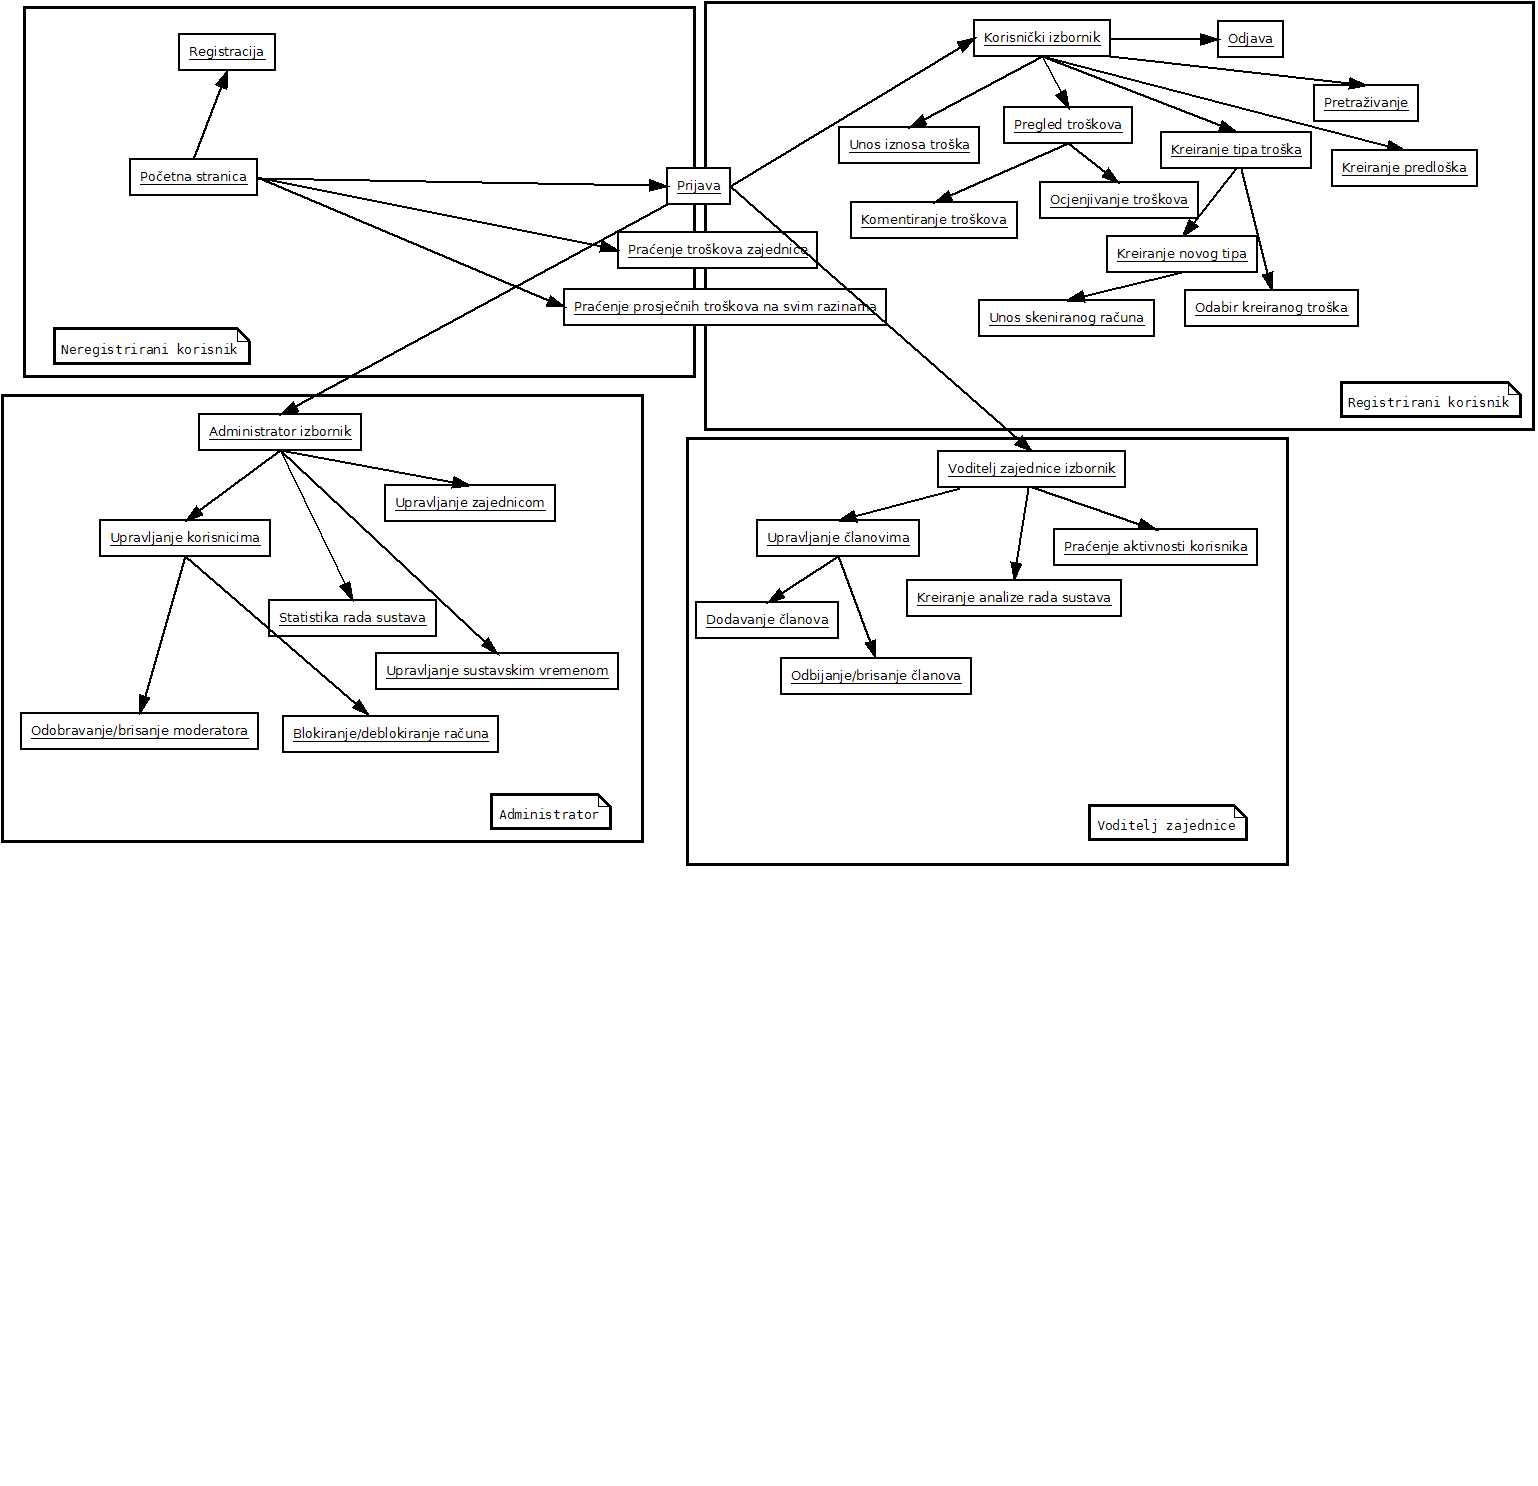 Registracija
Početna stranica
Prijava
Praćenje troškova zajednice
Praćenje prosječnih troškova na svim razinama
Neregistrirani korisnik
Korisnički izbornik
Odjava
Pretraživanje
Unos iznosa troška
Pregled troškova
Kreiranje tipa troška
Kreiranje predloška
Komentiranje troškova
Ocjenjivanje troškova
Kreiranje novog tipa
Unos skeniranog računa
Odabir kreiranog troška
Registrirani korisnik
Administrator izbornik
Upravljanje zajednicom
Upravljanje korisnicima
Statistika rada sustava
Upravljanje sustavskim vremenom
Odobravanje/brisanje moderatora
Blokiranje/deblokiranje računa
Administrator
Voditelj zajednice izbornik
Upravljanje članovima
Praćenje aktivnosti korisnika
Kreiranje analize rada sustava
Dodavanje članova
Odbijanje/brisanje članova
Voditelj zajednice